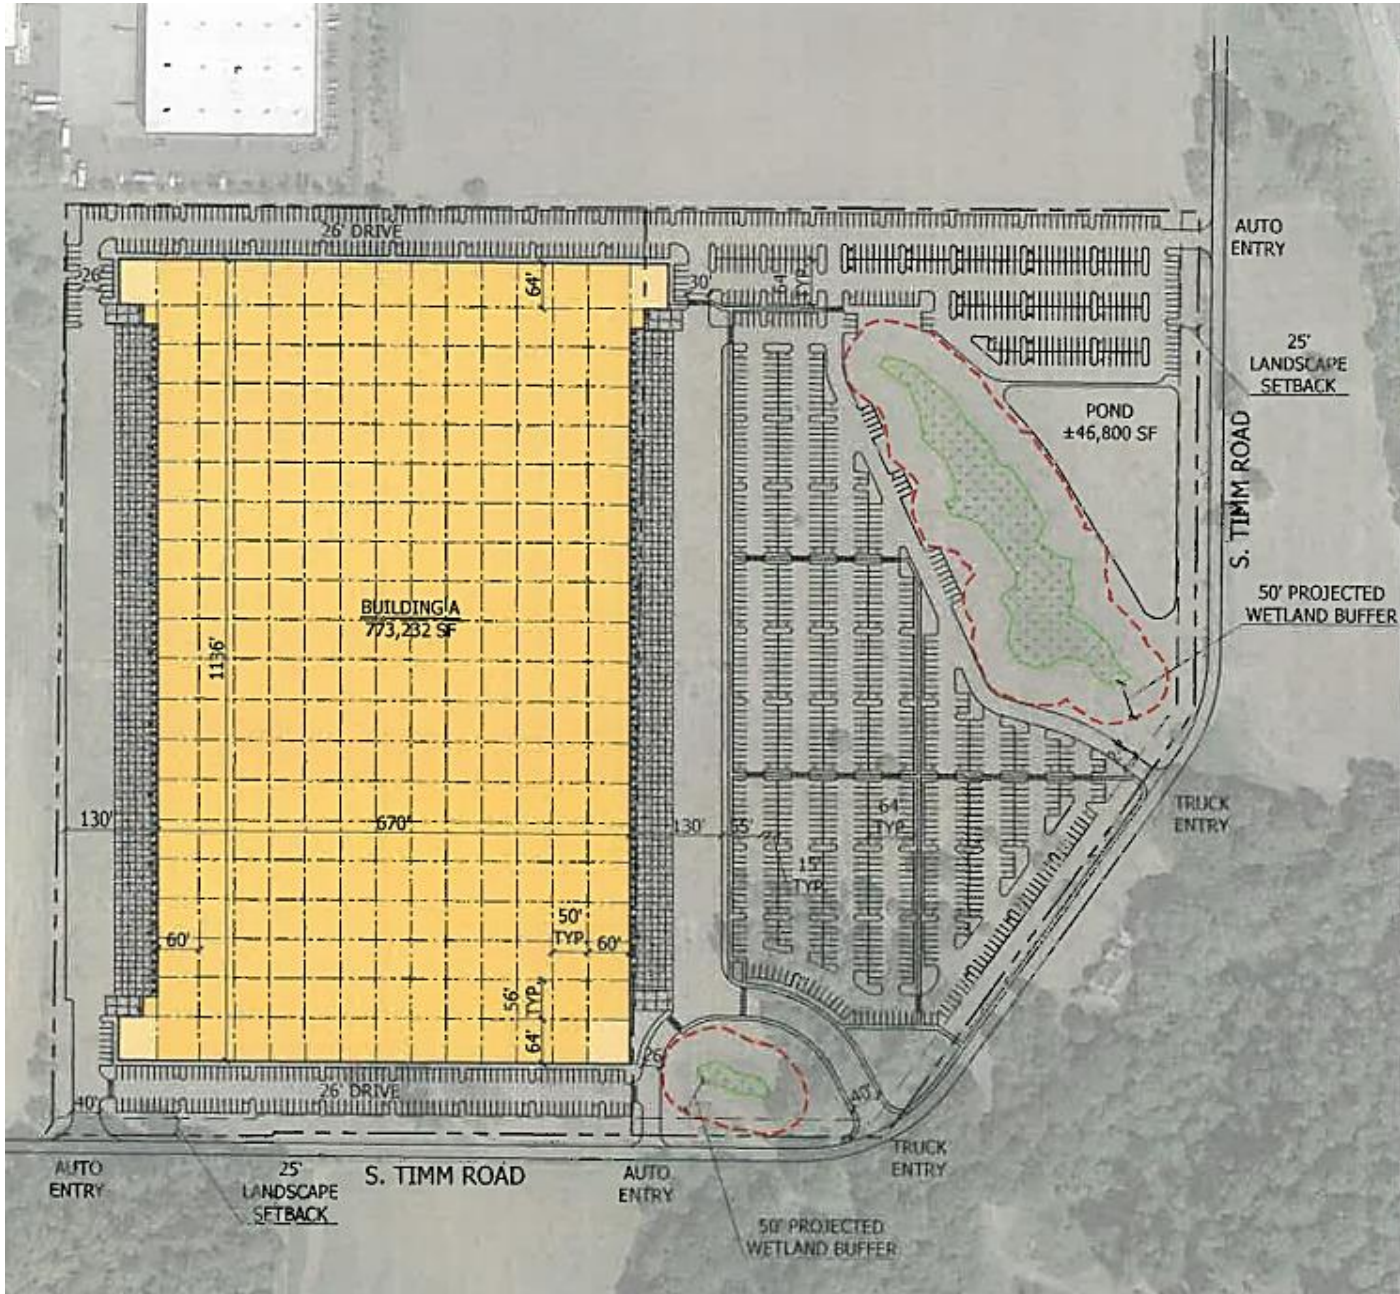 26' DRIVE
AUTO
ENTRY
26'
64'
30'
64'
TYP.
25'
LANDSCAPE
SETBACK
POND
±46,800 SF
S. TIMM ROAD
50' PROJECTED
WETLAND BUFFER
BUILDING A
773,232 SF
1136'
TRUCK
ENTRY
130'
670'
130'
55'
64'
TYP.
15'
TYP.
50'
TYP.
60'
60'
56'
TYP.
64'
26'
26' DRIVE
40'
40'
AUTO
ENTRY
25'
LANDSCAPE
SETBACK
S. TIMM ROAD
AUTO
ENTRY
TRUCK
ENTRY
50' PROJECTED
WETLAND BUFFER